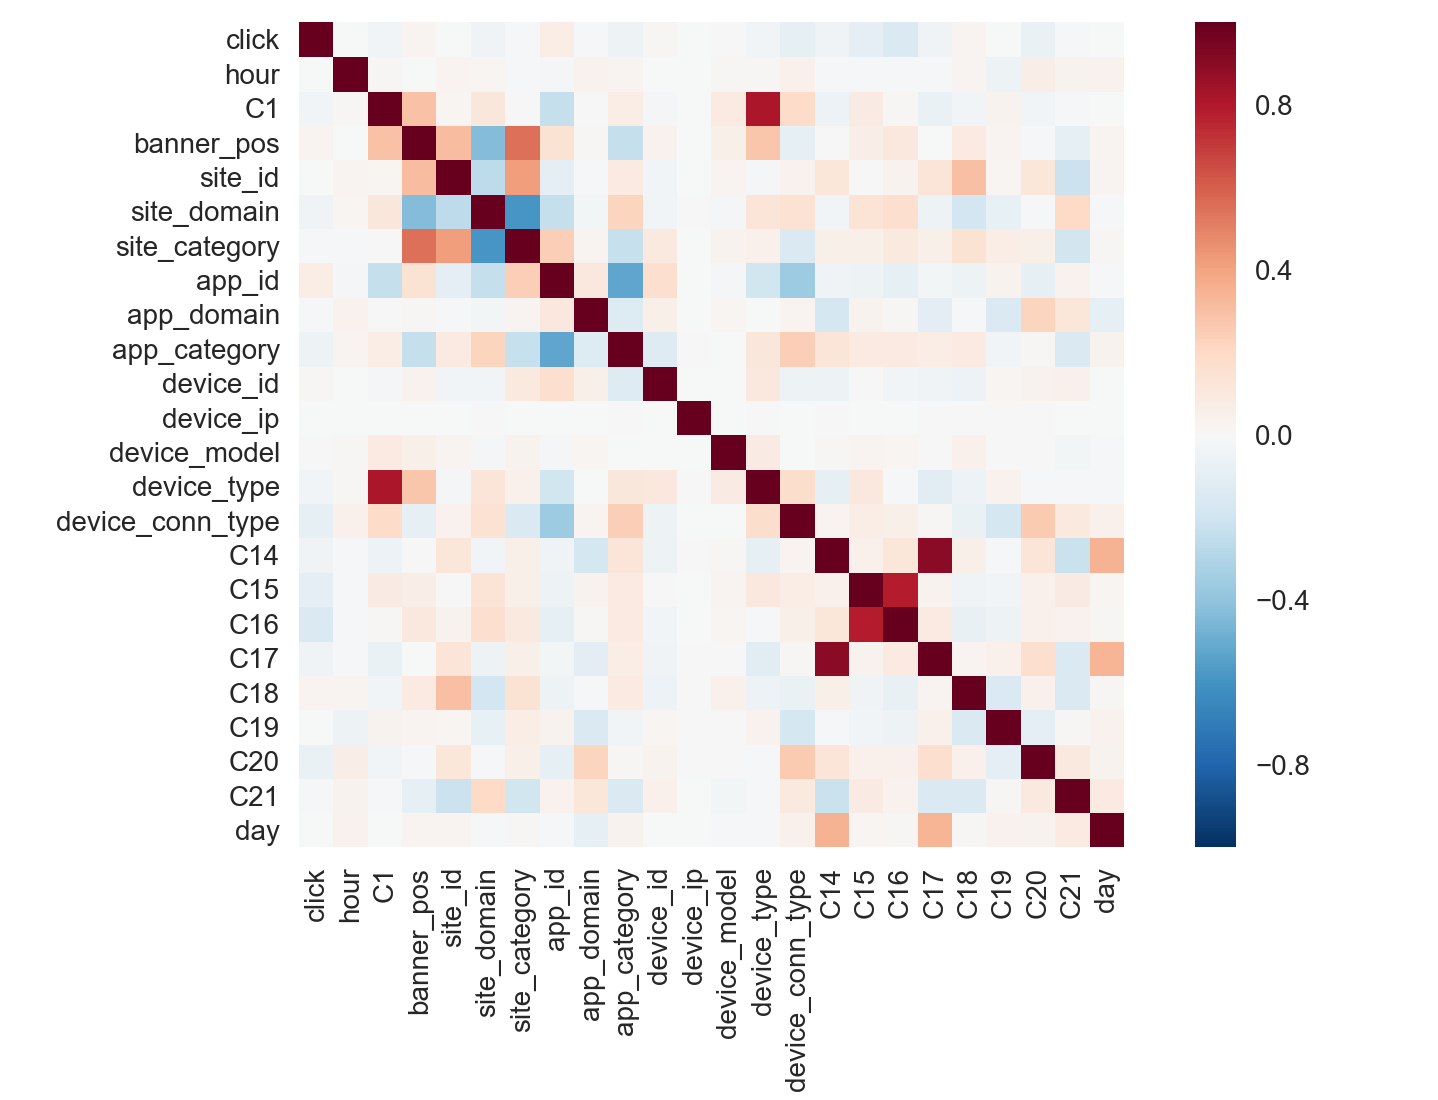 click
hour
C1
banner_pos
site_id
site_domain
site_category
app_id
app_domain
app_category
device_id
device_ip
device_model
device_type
device_conn_type
C14
C15
C16
C17
C18
C19
C20
C21
day
click
hour
C1
banner_pos
site_id
site_domain
site_category
app_id
app_domain
app_category
device_id
device_ip
device_model
device_type
device_conn_type
C14
C15
C16
C17
C18
C19
C20
C21
day
0.8
0.4
0.0
−0.4
−0.8